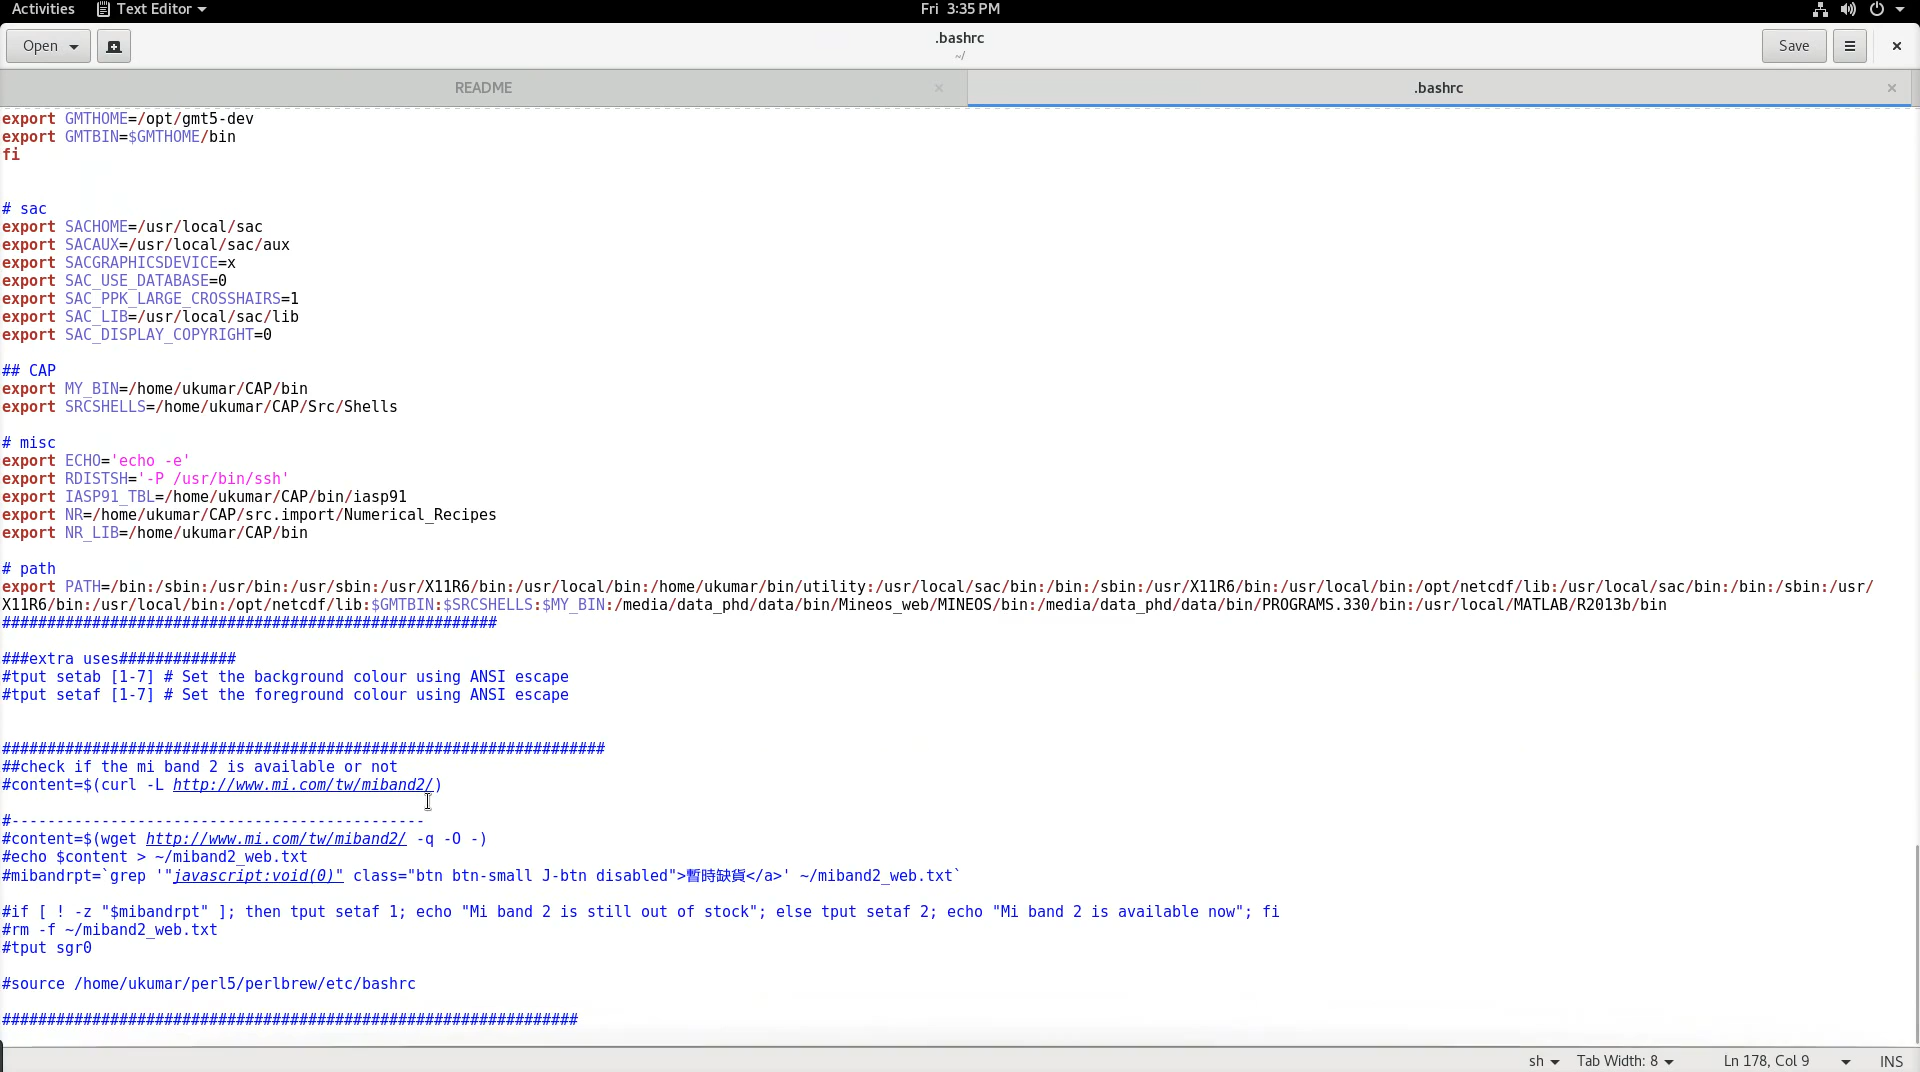 Activities Text Editor Fri 3:35 PM
Open .bashrc Save
~/
README .bashrc
export GMTHOME=/opt/gmt5-dev
export GMTBIN=$GMTHOME/bin
fi
# sac
export SACHOME=/usr/local/sac
export SACAUX=/usr/local/sac/aux
export SACGRAPHICSDEVICE=x
export SAC_USE_DATABASE=0
export SAC_PPK_LARGE_CROSSHAIRS=1
export SAC_LIB=/usr/local/sac/lib
export SAC_DISPLAY_COPYRIGHT=0
## CAP
export MY_BIN=/home/ukumar/CAP/bin
export SRCSHELLS=/home/ukumar/CAP/Src/Shells
# misc
export ECHO='echo -e'
export RDISTSH='-P /usr/bin/ssh'
export IASP91_TBL=/home/ukumar/CAP/bin/iasp91
export NR=/home/ukumar/CAP/src.import/Numerical_Recipes
export NR_LIB=/home/ukumar/CAP/bin
# path
export PATH=/bin:/sbin:/usr/bin:/usr/sbin:/usr/X11R6/bin:/usr/local/bin:/home/ukumar/bin/utility:/usr/local/sac/bin:/bin:/sbin:/usr/X11R6/bin:/usr/local/bin:/opt/netcdf/lib:/usr/local/sac/bin:/bin:/sbin:/usr/
X11R6/bin:/usr/local/bin:/opt/netcdf/lib:$GMTBIN:$SRCSHELLS:$MY_BIN:/media/data_phd/data/bin/Mineos_web/MINEOS/bin:/media/data_phd/data/bin/PROGRAMS.330/bin:/usr/local/MATLAB/R2013b/bin
#######################################################
###extra uses#############
#tput setab [1-7] # Set the background colour using ANSI escape
#tput setaf [1-7] # Set the foreground colour using ANSI escape
###################################################################
##check if the mi band 2 is available or not
#content=$(curl -L http://www.mi.com/tw/miband2/)
#----------------------------------------------
#content=$(wget http://www.mi.com/tw/miband2/ -q -O -)
#echo $content > ~/miband2_web.txt
#mibandrpt=`grep '"javascript:void(0)" class="btn btn-small J-btn disabled">暫時缺貨</a>' ~/miband2_web.txt`
#if [ ! -z "$mibandrpt" ]; then tput setaf 1; echo "Mi band 2 is still out of stock"; else tput setaf 2; echo "Mi band 2 is available now"; fi
#rm -f ~/miband2_web.txt
#tput sgr0
#source /home/ukumar/perl5/perlbrew/etc/bashrc
################################################################
sh Tab Width: 8 Ln 178, Col 9 INS